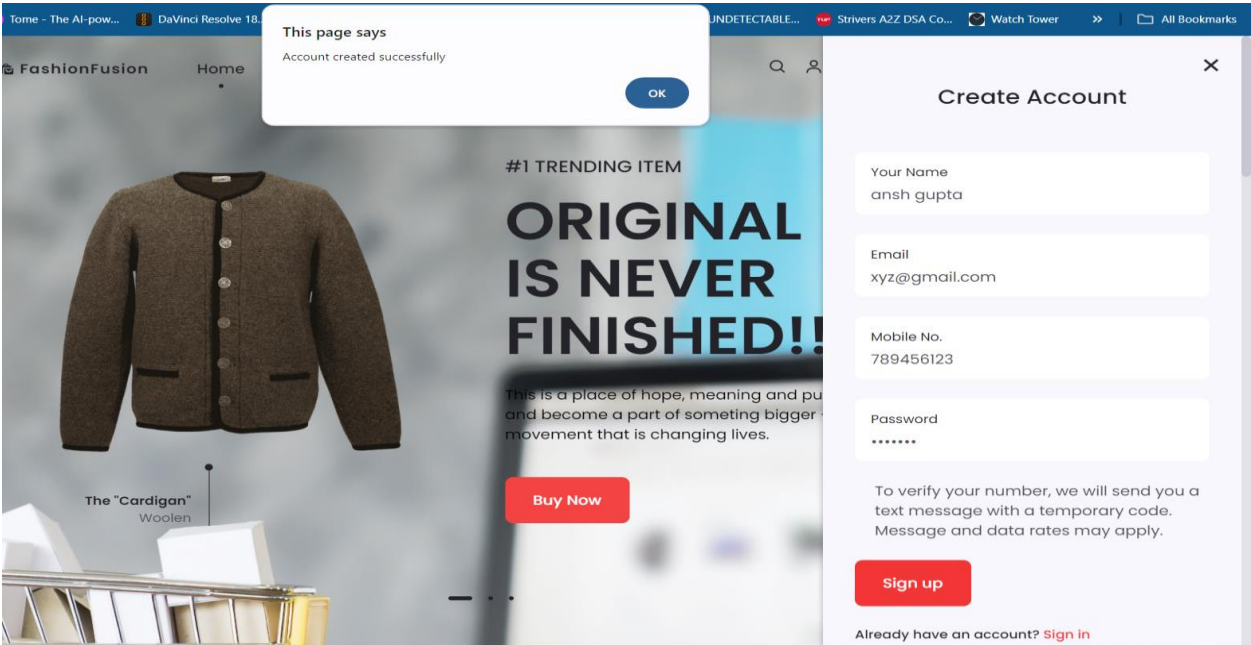 Tome - The AI-pow...
DaVinci Resolve 18.
UNDETECTABLE...
Strivers A2Z DSA Co...
Watch Tower
»
All Bookmarks
This page says
Account created successfully
OK
FashionFusion
Home
#1 TRENDING ITEM
ORIGINAL
IS NEVER
FINISHED!!
This is a place of hope, meaning and pu
and become a part of someting bigger
movement that is changing lives.
Buy Now
The "Cardigan"
Woolen
Create Account
Your Name
ansh gupta
Email
xyz@gmail.com
Mobile No.
789456123
Password
•••••••
To verify your number, we will send you a
text message with a temporary code.
Message and data rates may apply.
Sign up
Already have an account? Sign in